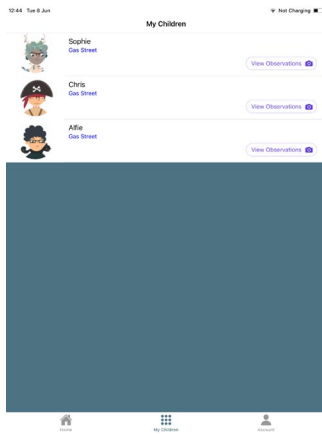 12:44 Tue 8 Jun
Not Charging
My Children
Sophie
Gas Street
View Observations
Chris
Gas Street
View Observations
Alfie
Gas Street
View Observations
Home
My Children
Account